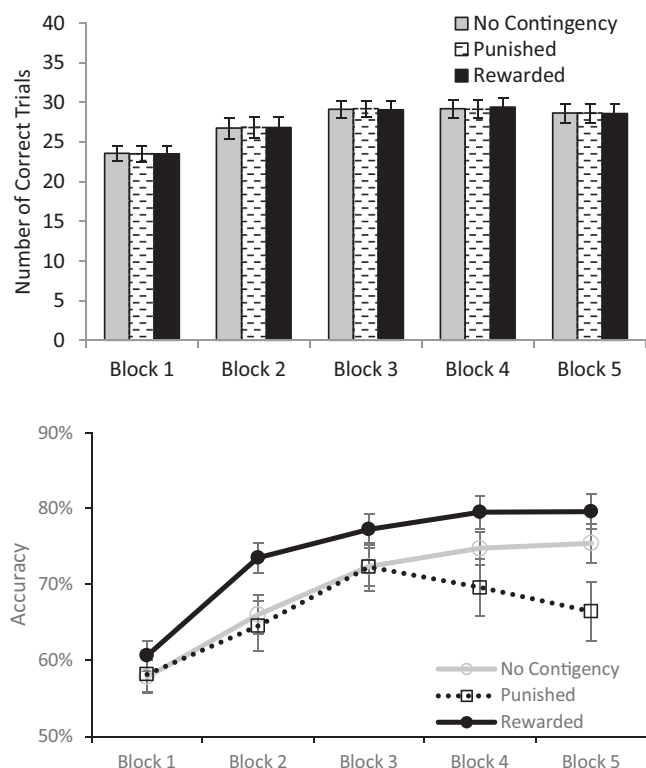 40
35
30
25
20
15
10
5
0
Number of Correct Trials
No Contingency
Punished
Rewarded
Block 1 Block 2 Block 3 Block 4 Block 5
90%
80%
70%
60%
50%
Accuracy
No Contigency
Punished
Rewarded
Block 1 Block 2 Block 3 Block 4 Block 5